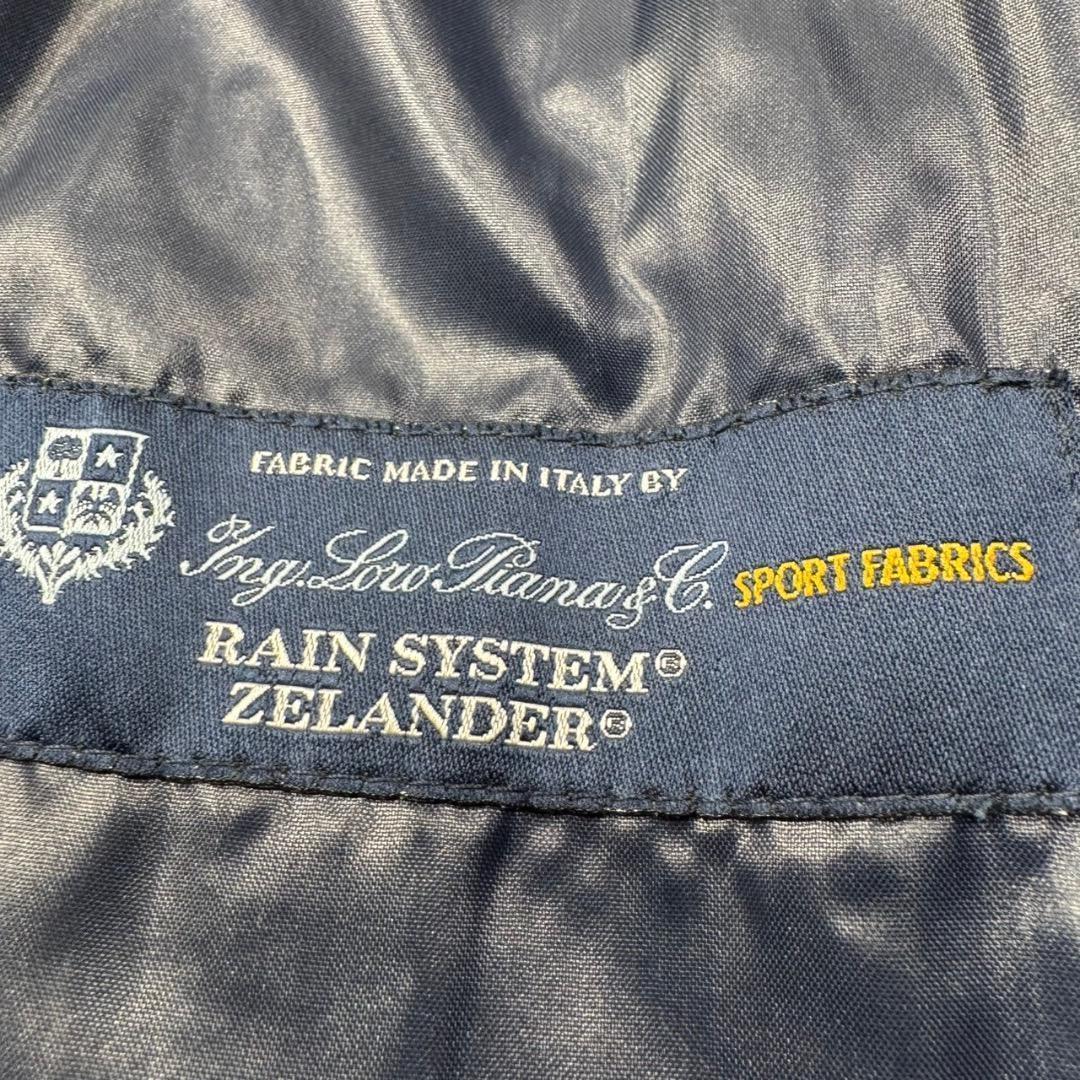 FABRIC MADE IN ITALY BY
Ing. Loro Piana & C. SPORT FABRICS
RAIN SYSTEM®
ZELANDER®